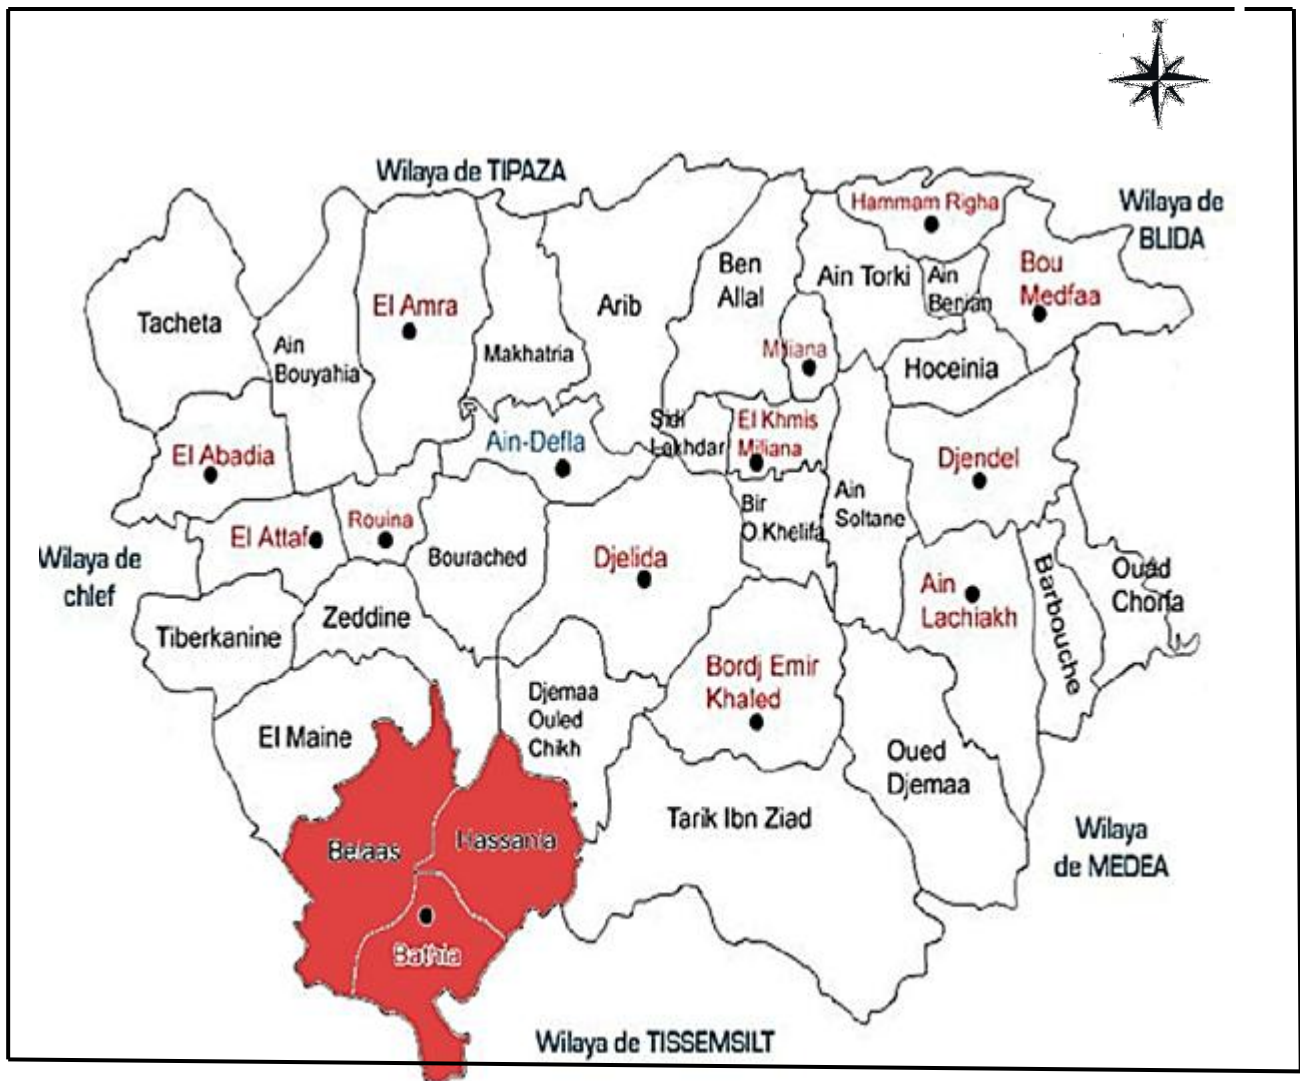 N
Wilaya de TIPAZA
Wilaya de
BLIDA
Hammam Righa
Ben
Allal
Ain Torki
Ain
Benian
Bou
Medfaa
Tacheta
El Amra
Arib
Ain
Bouyahia
Makhatria
Miliana
Hoceinia
El Abadia
Ain-Defla
Sidi
Lakhdar
El Khmis
Miliana
Djendel
El Attaf
Rouina
Bourached
Djelida
Bir
O.Khelifa
Ain
Soltane
Wilaya de
chlef
Ain
Lachiakh
Barbouche
Ouad
Chorfa
Tiberkanine
Zeddine
Bordj Emir
Khaled
Djemaa
Ouled
Chikh
El Maine
Oued
Djemaa
Tarik Ibn Ziad
Belaas
Hassania
Wilaya
de MEDEA
Bathia
Wilaya de TISSEMSILT